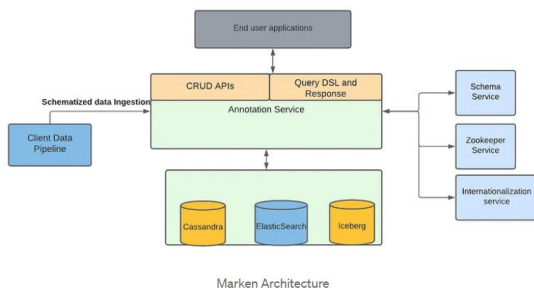 End user applications
CRUD APIs
Query DSL and
Response
Schematized data Ingestion
Annotation Service
Client Data
Pipeline
Schema
Service
Zookeeper
Service
Internationalization
service
Cassandra
ElasticSearch
Iceberg
Marken Architecture